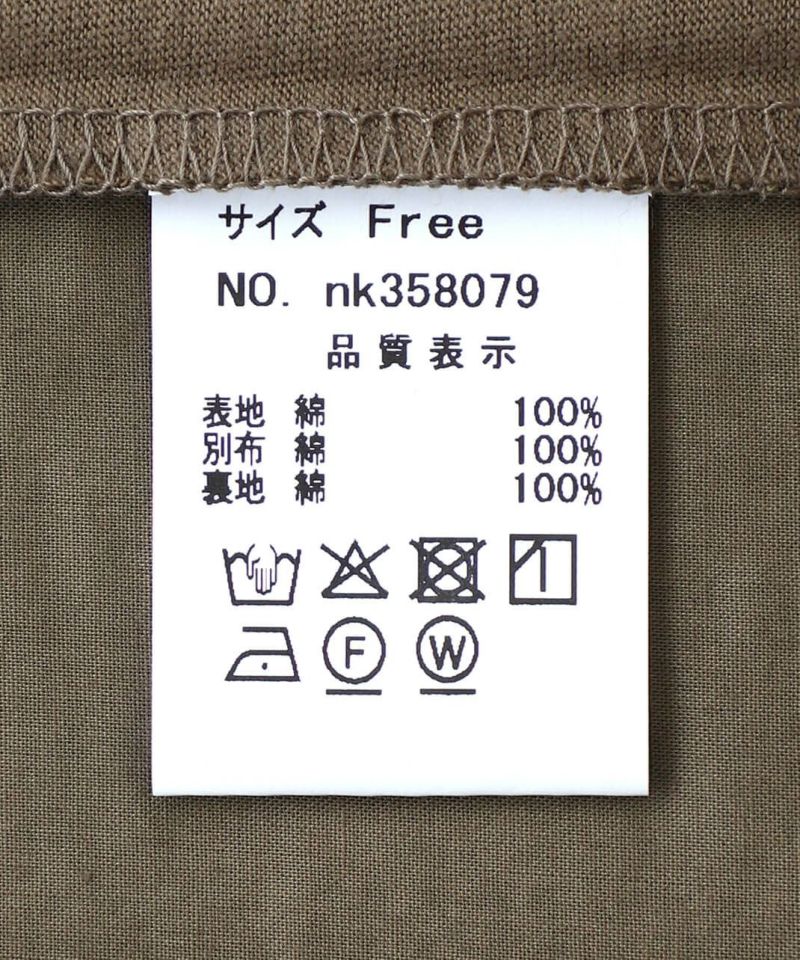 サイズ Free
NO. nk358079
品質表示
表地 綿 100%
別布 綿 100%
裏地 綿 100%
F W